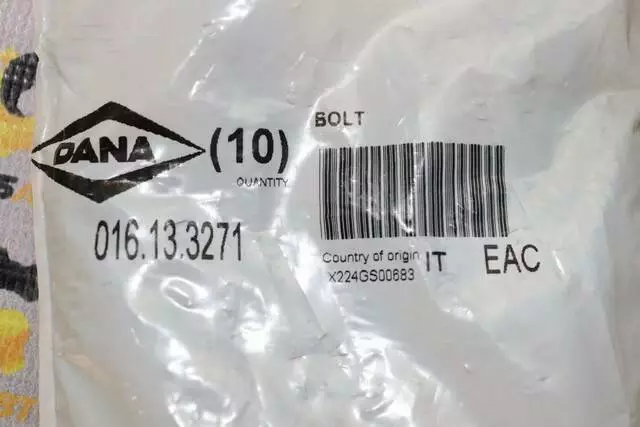 DANA
(10)
QUANTITY
016.13.3271
BOLT
Country of origin IT
X224GS00683
EAC